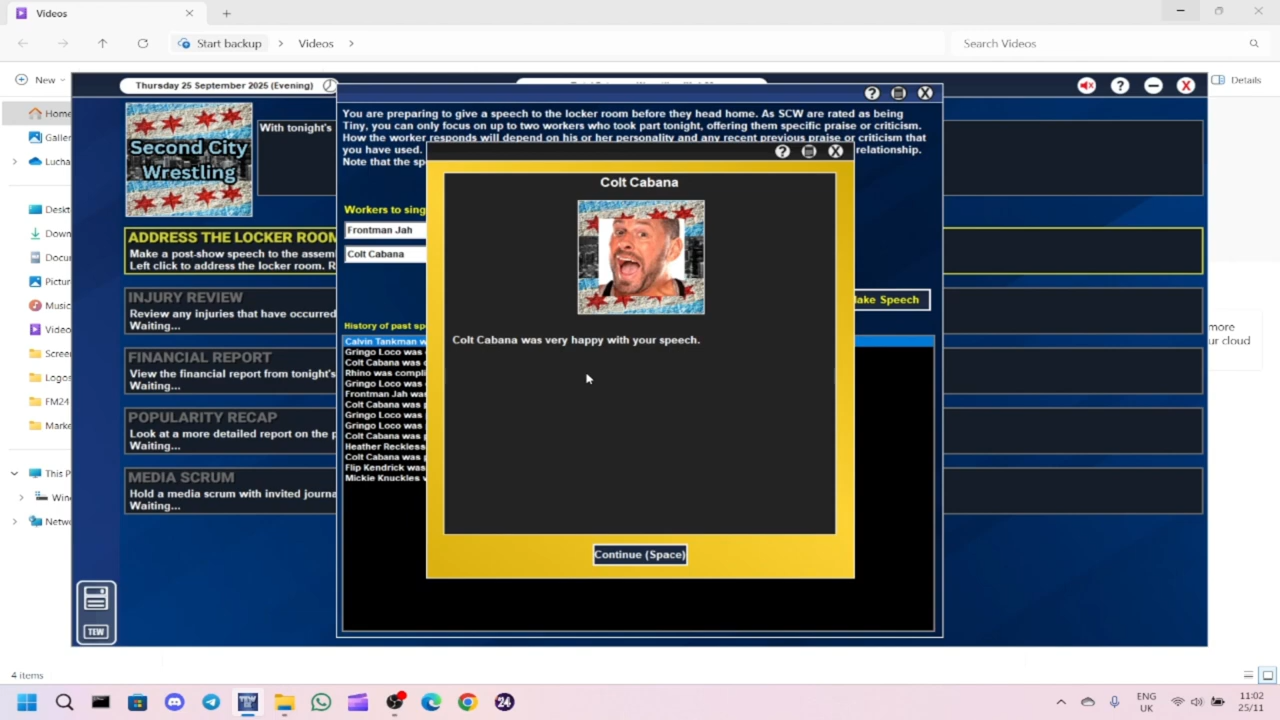 Videos
Start backup
Videos
Search Videos
New
Details
Home
Galler
Lucha
Deskt
Down
Docu
Pictur
Music
Video
Scree
Logos
FM24
Marke
This P
Wind
Netwo
4 items
more
ur cloud
Thursday 25 September 2025 (Evening)
Second City
Wrestling
With tonight's
ADDRESS THE LOCKER ROOM
Make a post-show speech to the assem
Left click to address the locker room. R
INJURY REVIEW
Review any injuries that have occurred
Waiting...
FINANCIAL REPORT
View the financial report from tonight's
Waiting...
POPULARITY RECAP
Look at a more detailed report on the p
Waiting...
MEDIA SCRUM
Hold a media scrum with invited journa
Waiting...
TEW
You are preparing to give a speech to the locker room before they head home. As SCW are rated as being
Tiny, you can only focus on up to two workers who took part tonight, offering them specific praise or criticism.
How the worker responds will depend on his or her personality and any recent previous praise or criticism that
you have used.
relationship.
Note that the sp
Workers to sing
Frontman Jah
Colt Cabana
Make Speech
History of past sp
Calvin Tankman w
Gringo Loco was
Colt Cabana was
Rhino was compli
Gringo Loco was
Frontman Jah wa
Colt Cabana was
Gringo Loco was
Gringo Loco was
Colt Cabana was
Heather Reckless
Colt Cabana was
Flip Kendrick was
Mickie Knuckles
Colt Cabana
Colt Cabana was very happy with your speech.
Continue (Space)
24
ENG
UK
11:02
25/11